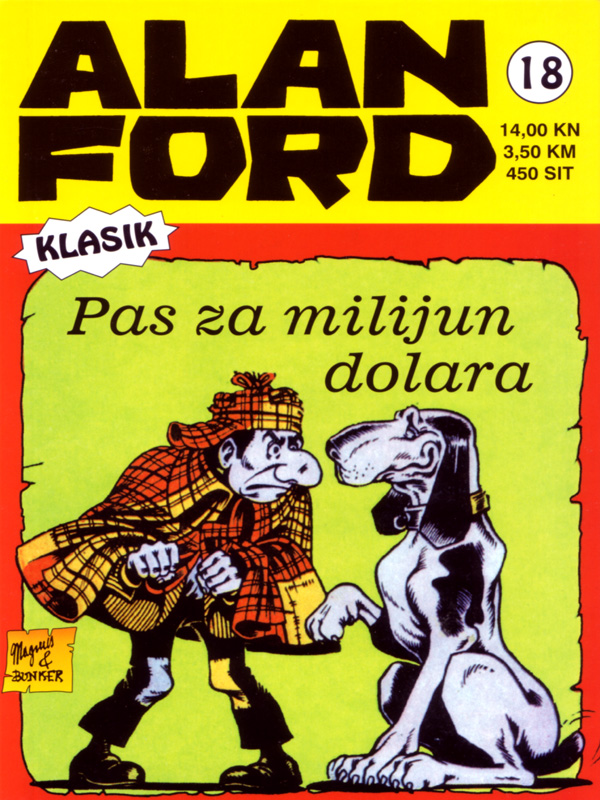 ALAN
FORD
18
14,00 KN
3,50 KM
450 SIT
KLASIK
Pas za milijun
dolara
Magnus
&
BUNKER